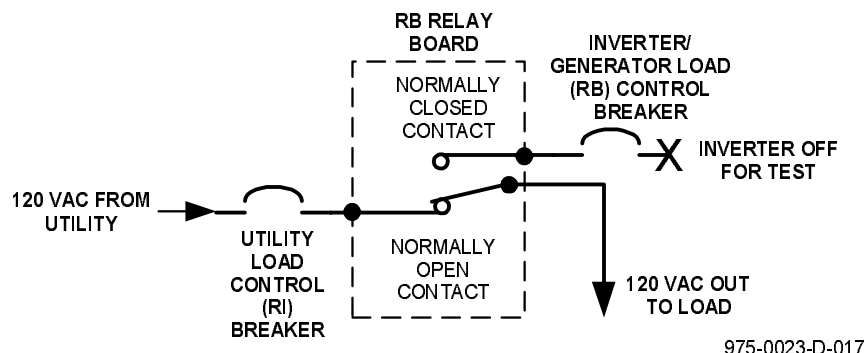 RB RELAY
BOARD
INVERTER/
GENERATOR LOAD
(RB) CONTROL
BREAKER
NORMALLY
CLOSED
CONTACT
INVERTER OFF
FOR TEST
120 VAC FROM
UTILITY
UTILITY
LOAD
CONTROL
(RI)
BREAKER
NORMALLY
OPEN
CONTACT
120 VAC OUT
TO LOAD
975-0023-D-017